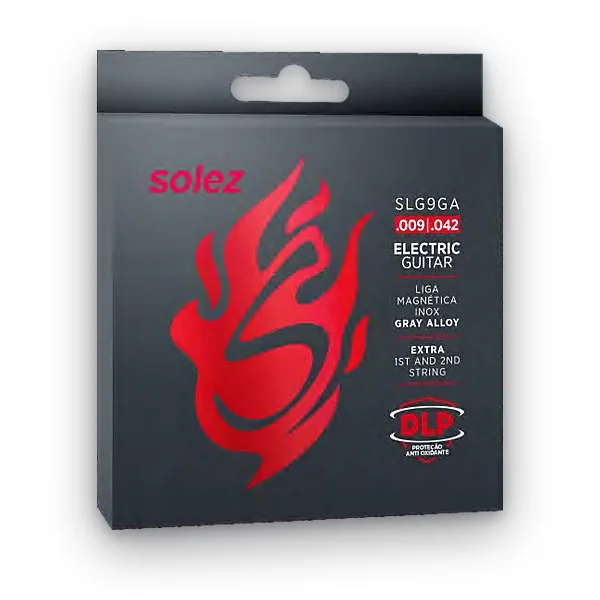 solez
SLG9GA
.009|.042
ELECTRIC
GUITAR
LIGA
MAGNÉTICA
INOX
GRAY ALLOY
EXTRA
1ST AND 2ND
STRING
DLP
PROTEÇÃO
ANTI OXIDANTE